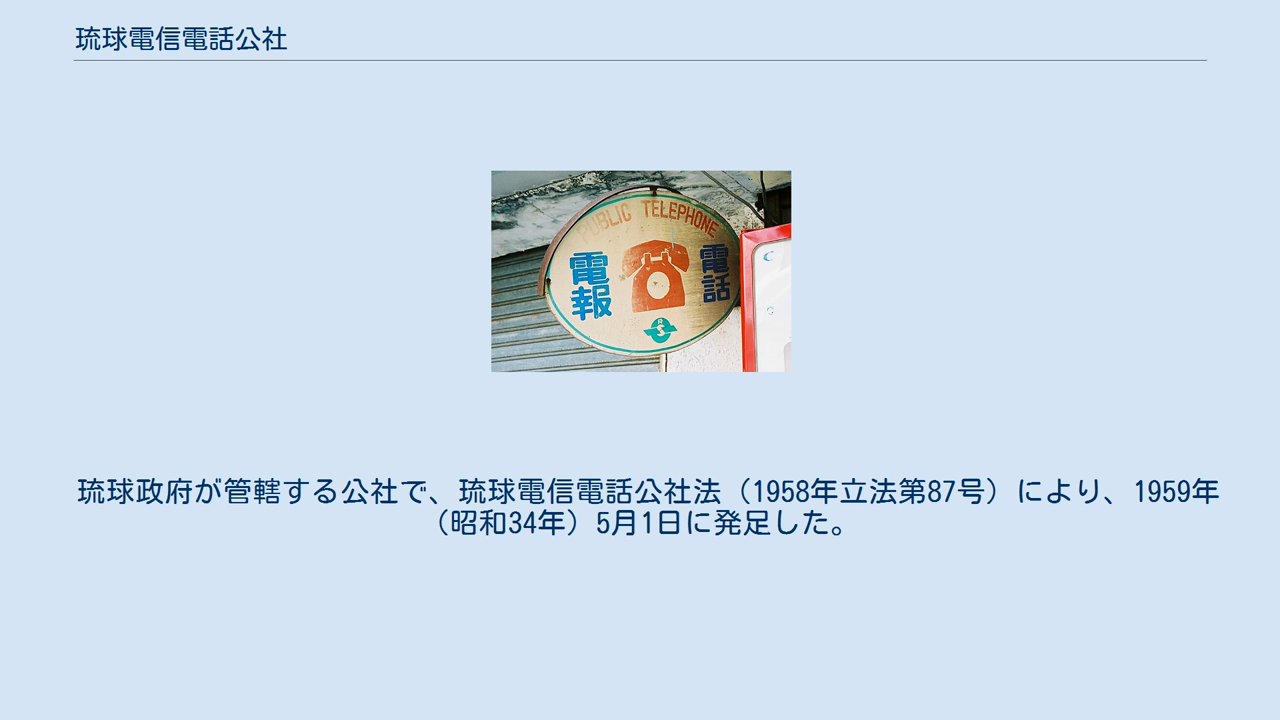 琉球電信電話公社
PUBLIC TELEPHONE
電報
電話
琉球政府が管轄する公社で、琉球電信電話公社法（1958年立法第87号）により、1959年
（昭和34年）5月1日に発足した。